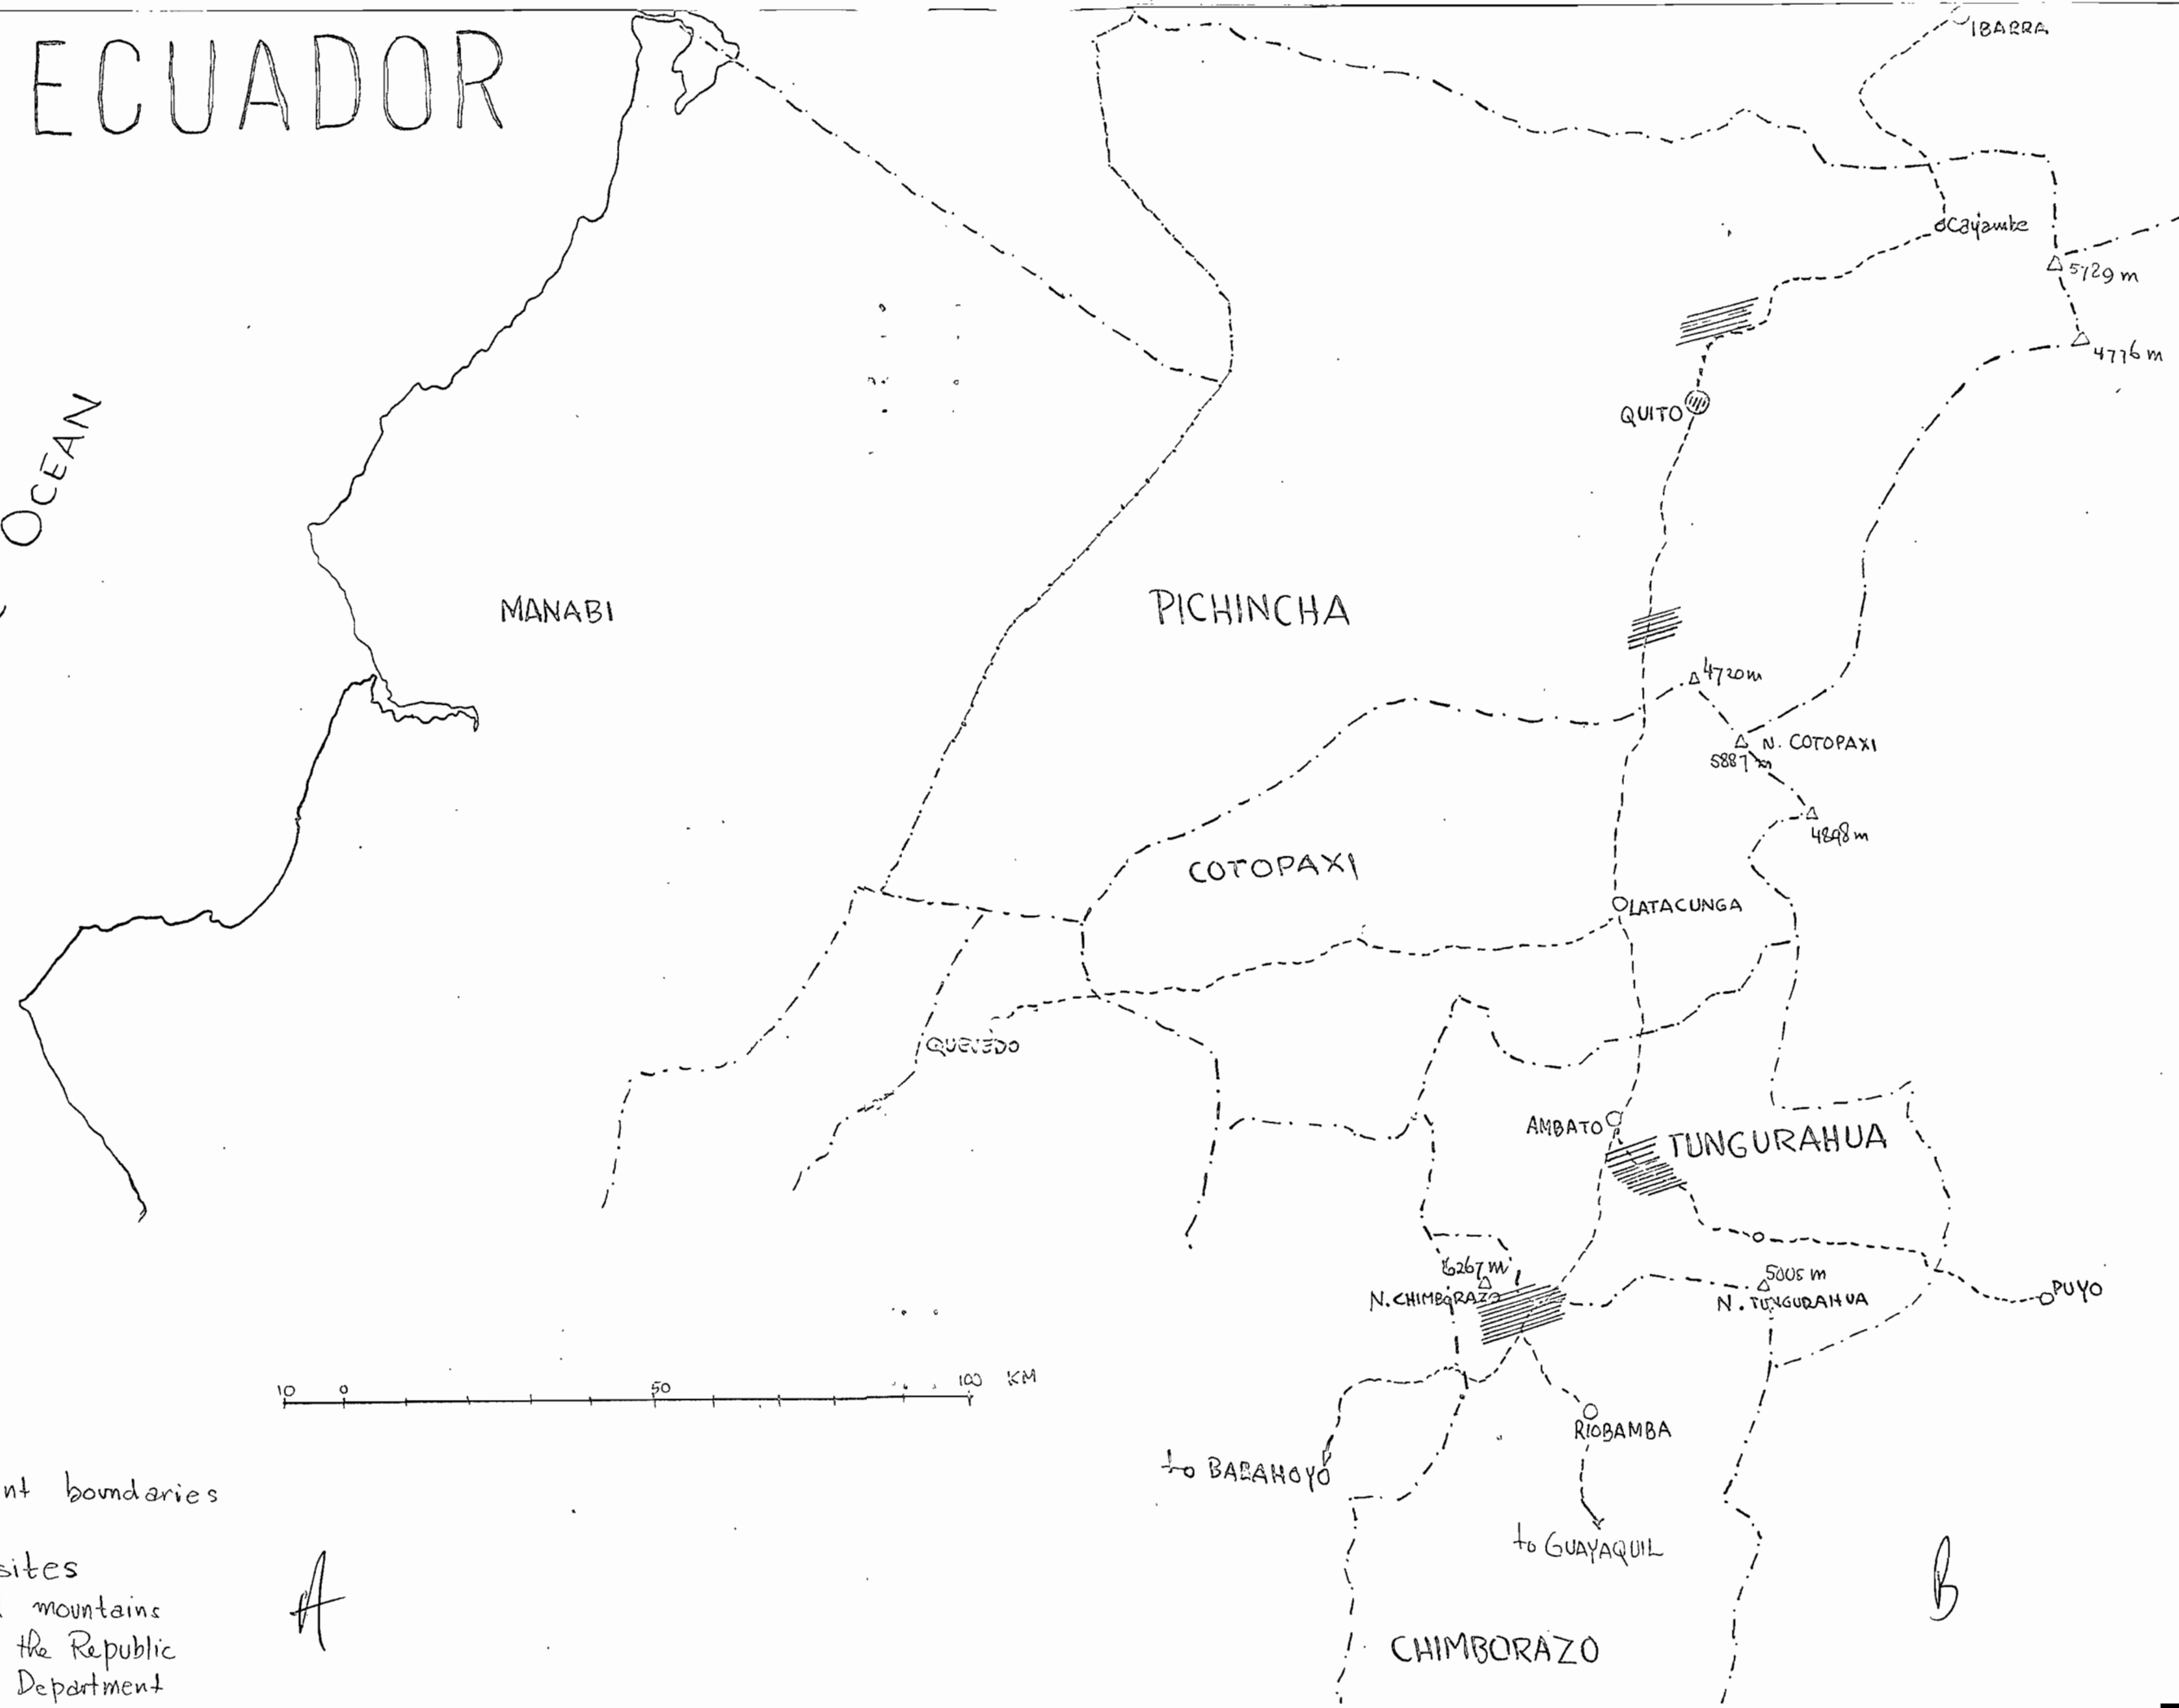 ECUADOR
IBARRA
Cayambe
5729 m
4776 m
OCEAN
QUITO
MANABI
PICHINCHA
4720m
N. COTOPAXI
5887 m
4898m
COTOPAXI
LATACUNGA
QUEVEDO
AMBATO
TUNGURAHUA
6267 m
N. CHIMBORAZO
5005 m
N. TUNGURAHUA
PUYO
10 0 50 100 KM
RIOBAMBA
to BABAHOYO
to GUAYAQUIL
nt boundaries
sites
mountains
the Republic
Department
A
B
CHIMBORAZO